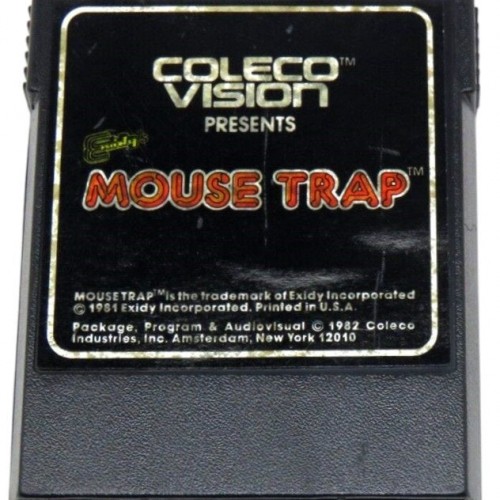 COLECO™
VISION
PRESENTS
Exidy
MOUSE TRAP™
MOUSETRAP™ is the trademark of Exidy Incorporated
© 1981 Exidy Incorporated. Printed in U.S.A.
Package, Program & Audiovisual © 1982 Coleco
Industries, Inc. Amsterdam, New York 12010